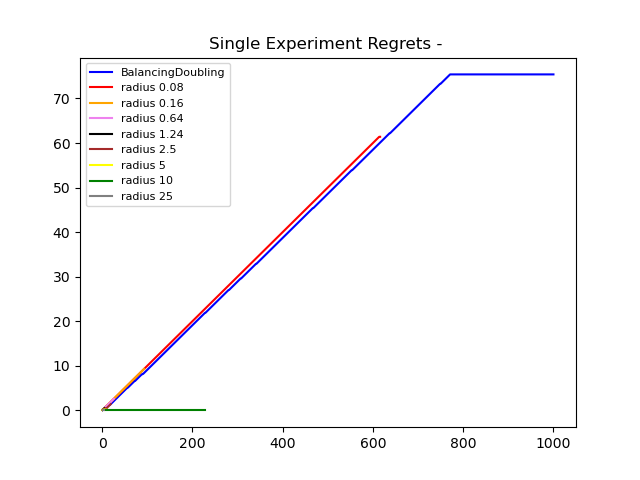 Single Experiment Regrets -
BalancingDoubling
radius 0.08
radius 0.16
radius 0.64
radius 1.24
radius 2.5
radius 5
radius 10
radius 25
70
60
50
40
30
20
10
0
0 200 400 600 800 1000